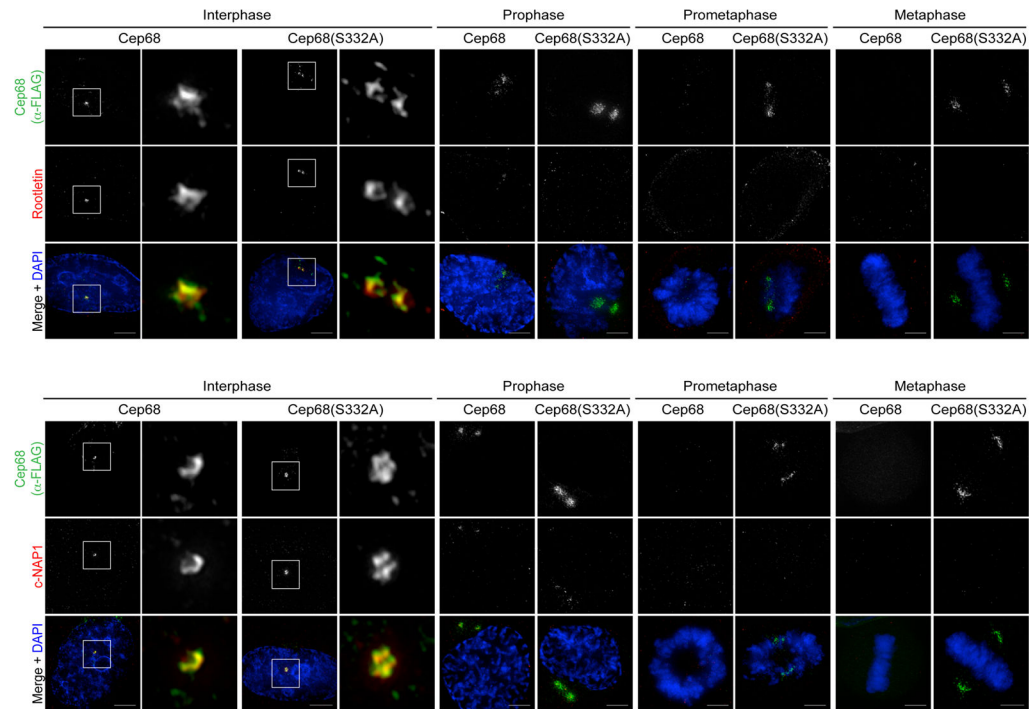 Interphase Prophase Prometaphase Metaphase
Cep68 Cep68(S332A) Cep68 Cep68(S332A) Cep68 Cep68(S332A) Cep68 Cep68(S332A)
Cep68
(α-FLAG)
Rootletin
Merge + DAPI
Interphase Prophase Prometaphase Metaphase
Cep68 Cep68(S332A) Cep68 Cep68(S332A) Cep68 Cep68(S332A) Cep68 Cep68(S332A)
Cep68
(α-FLAG)
c-NAP1
Merge + DAPI